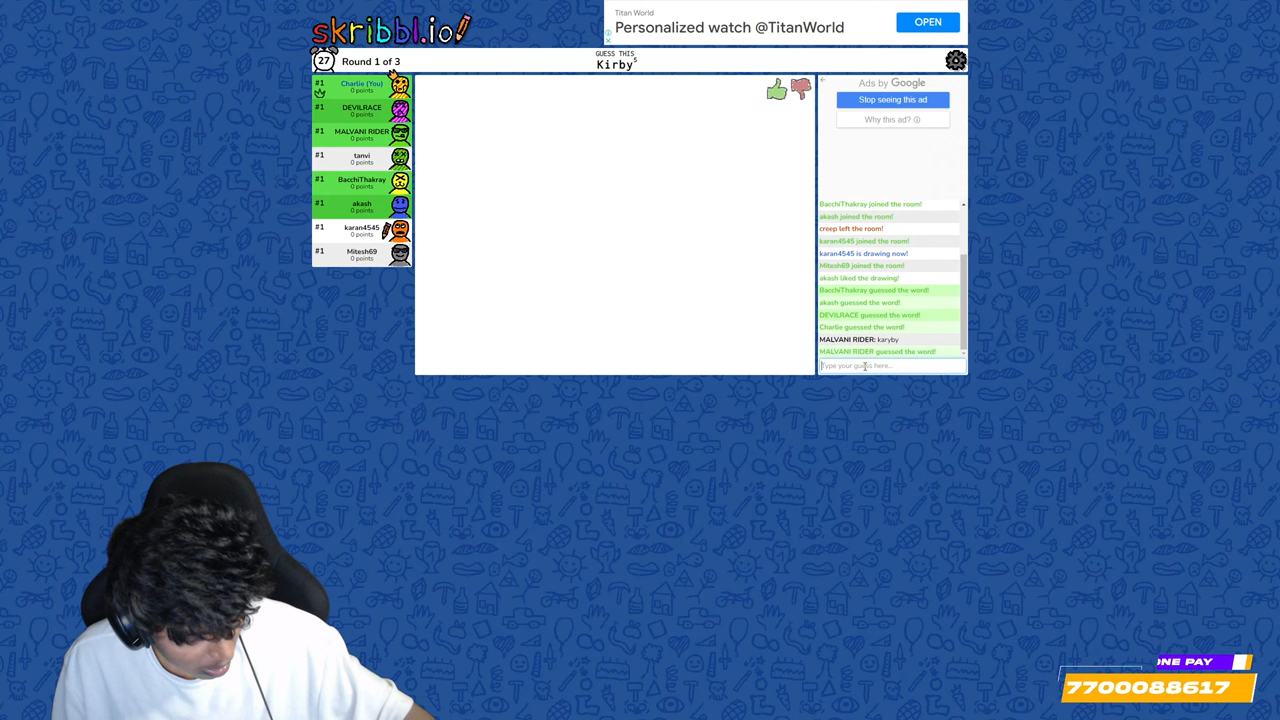 skribbl.io
Titan World
Personalized watch @TitanWorld
OPEN
27
Round 1 of 3
GUESS THIS
Kirby 5
#1 Charlie (You)
0 points
#1 DEVILRACE
0 points
#1 MALVANI RIDER
0 points
#1 tanvi
0 points
#1 BacchiThakray
0 points
#1 akash
0 points
#1 karan4545
0 points
#1 Mitesh69
0 points
Ads by Google
Stop seeing this ad
Why this ad?
BacchiThakray joined the room!
akash joined the room!
creep left the room!
karan4545 joined the room!
karan4545 is drawing now!
Mitesh69 joined the room!
akash liked the drawing!
BacchiThakray guessed the word!
akash guessed the word!
DEVILRACE guessed the word!
Charlie guessed the word!
MALVANI RIDER: karyby
MALVANI RIDER guessed the word!
Type your guess here...
ONE PAY
7700088617